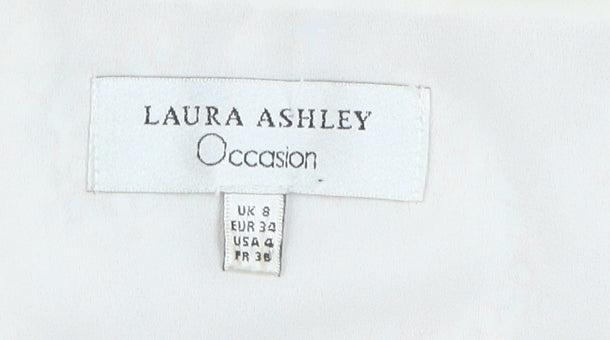 LAURA ASHLEY
Occasion
UK 8
EUR 34
USA 4
FR 36